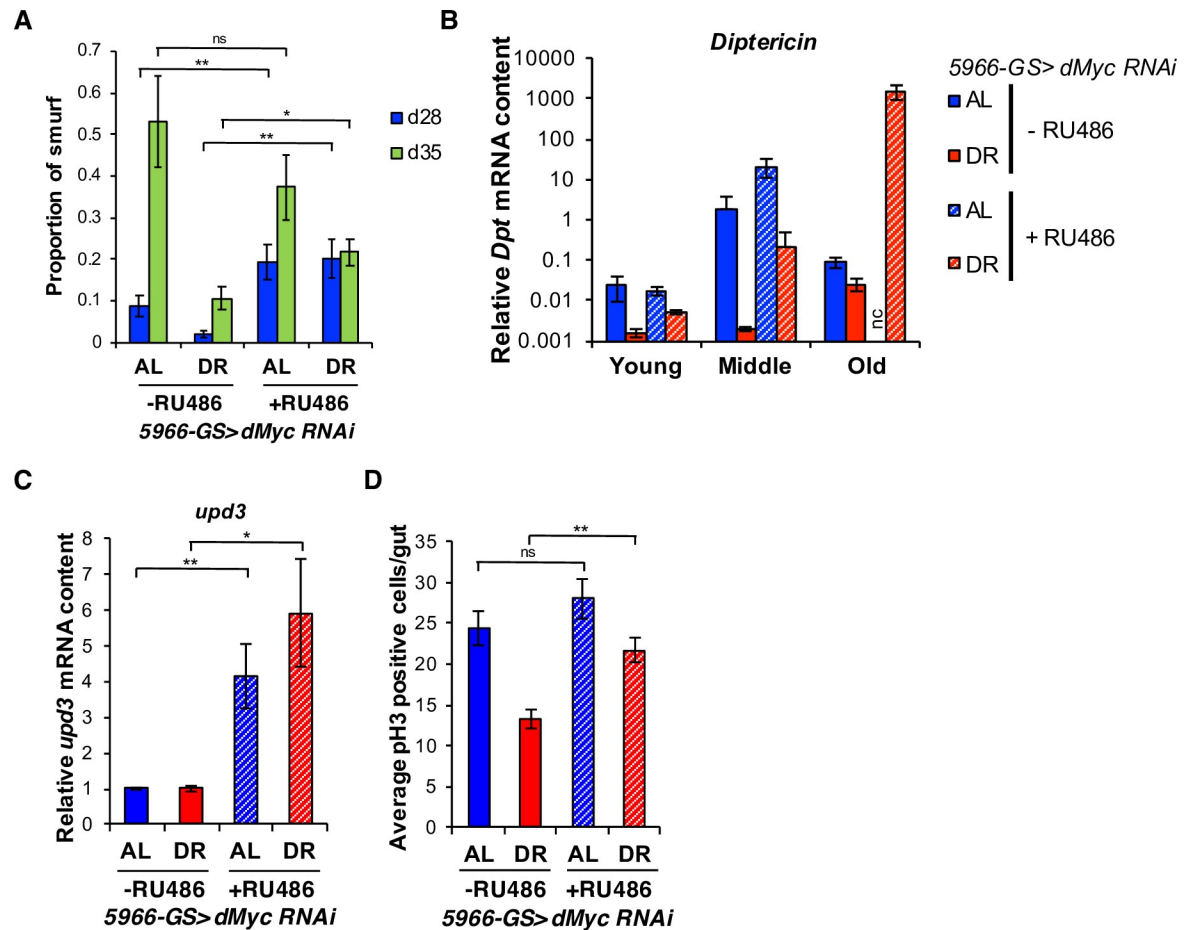 A
0.7
0.6
0.5
0.4
0.3
0.2
0.1
0
Proportion of smurf
ns
**
*
**
d28
d35
AL DR AL DR
-RU486 +RU486
5966-GS>dMyc RNAi
B
Diptericin
10000
1000
100
10
1
0.1
0.01
0.001
Relative Dpt mRNA content
nc
Young Middle Old
5966-GS> dMyc RNAi
AL
DR
- RU486
AL
DR
+ RU486
C
upd3
8
7
6
5
4
3
2
1
0
Relative upd3 mRNA content
*
**
AL DR AL DR
-RU486 +RU486
5966-GS>dMyc RNAi
D
35
30
25
20
15
10
5
0
Average pH3 positive cells/gut
**
ns
AL DR AL DR
-RU486 +RU486
5966-GS>dMyc RNAi